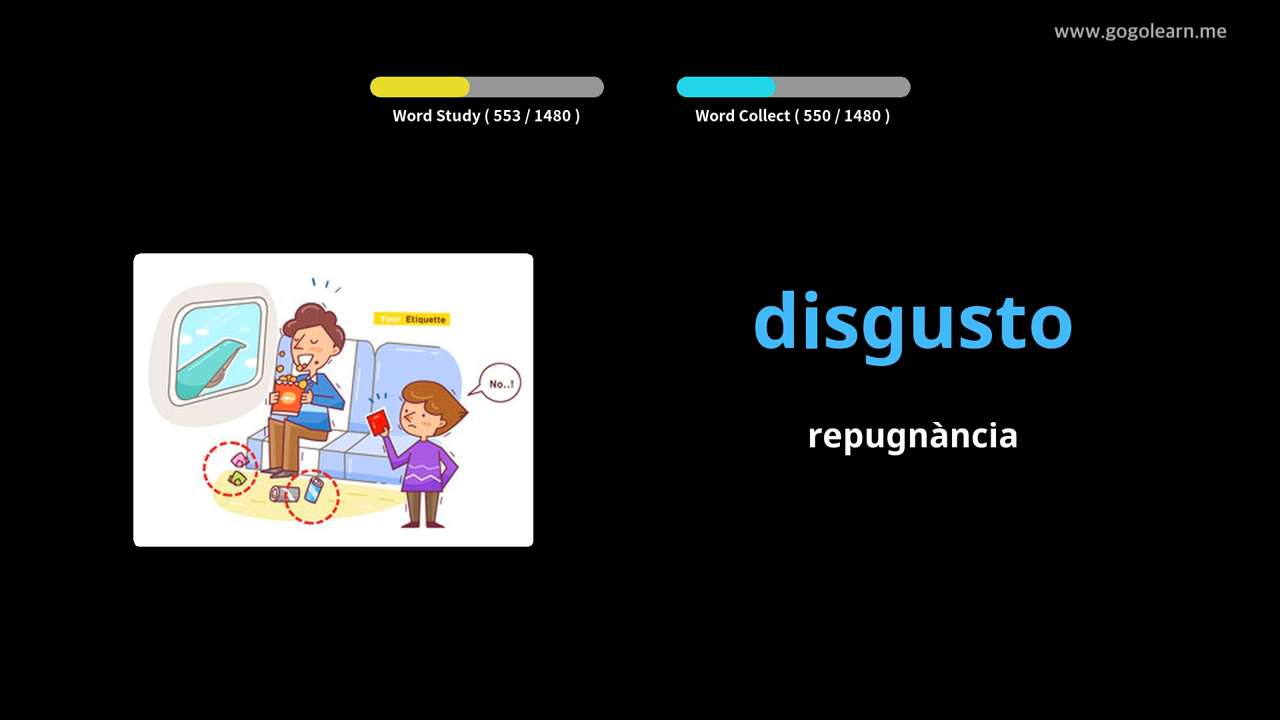 www.gogolearn.me
Word Study ( 553 / 1480 )
Word Collect ( 550 / 1480 )
Your Etiquette
No..!
disgusto
repugnància